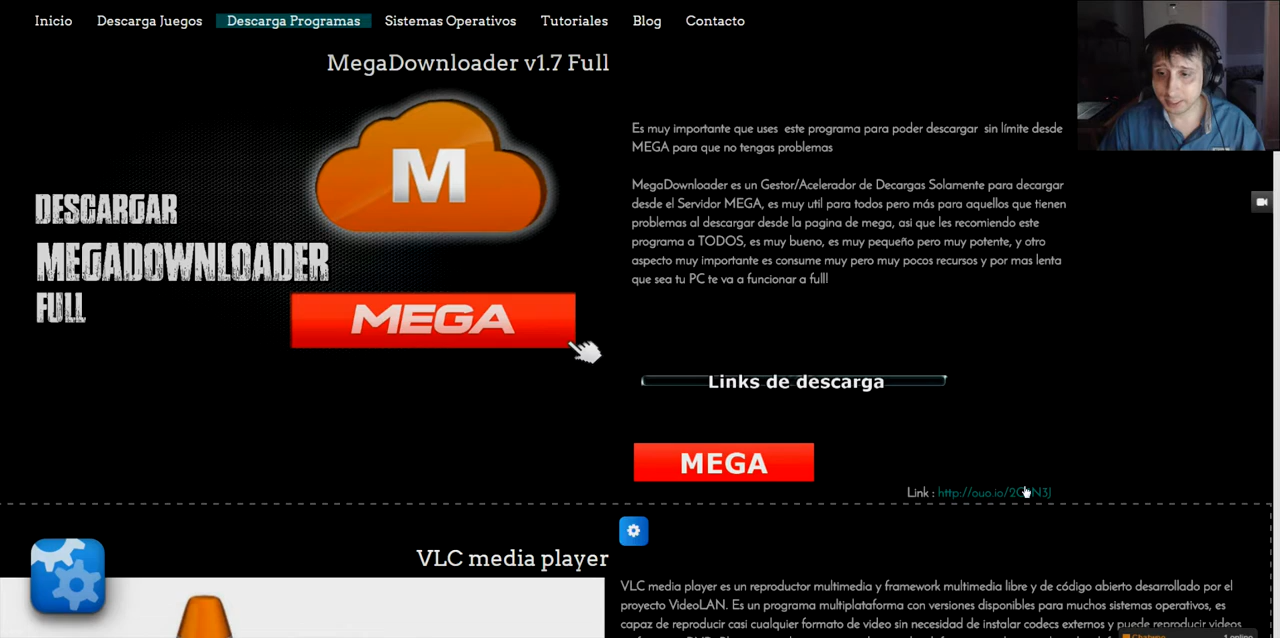 Inicio Descarga Juegos Descarga Programas Sistemas Operativos Tutoriales Blog Contacto
MegaDownloader v1.7 Full
M
DESCARGAR
MEGADOWNLOADER
FULL
MEGA
Es muy importante que uses este programa para poder descargar sin límite desde
MEGA para que no tengas problemas
MegaDownloader es un Gestor/Acelerador de Decargas Solamente para decargar
desde el Servidor MEGA, es muy util para todos pero más para aquellos que tienen
problemas al descargar desde la pagina de mega, asi que les recomiendo este
programa a TODOS, es muy bueno, es muy pequeño pero muy potente, y otro
aspecto muy importante es consume muy pero muy pocos recursos y por mas lenta
que sea tu PC te va a funcionar a full!
Links de descarga
MEGA
Link :
VLC media player
VLC media player es un reproductor multimedia y framework multimedia libre y de código abierto desarrollado por el
proyecto VideoLAN. Es un programa multiplataforma con versiones disponibles para muchos sistemas operativos, es
capaz de reproducir casi cualquier formato de video sin necesidad de instalar codecs externos y puede reproducir videos
1 online